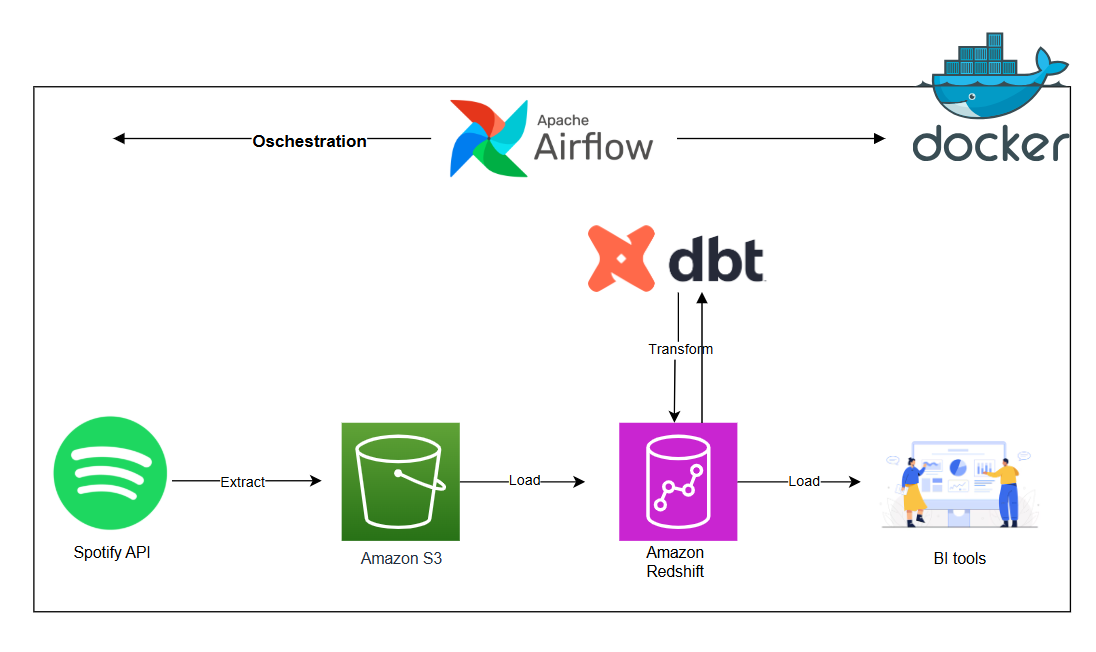 docker
Oschestration
Apache
Airflow
dbt
Transform
Extract
Load
Load
Spotify API
Amazon S3
Amazon
Redshift
BI tools